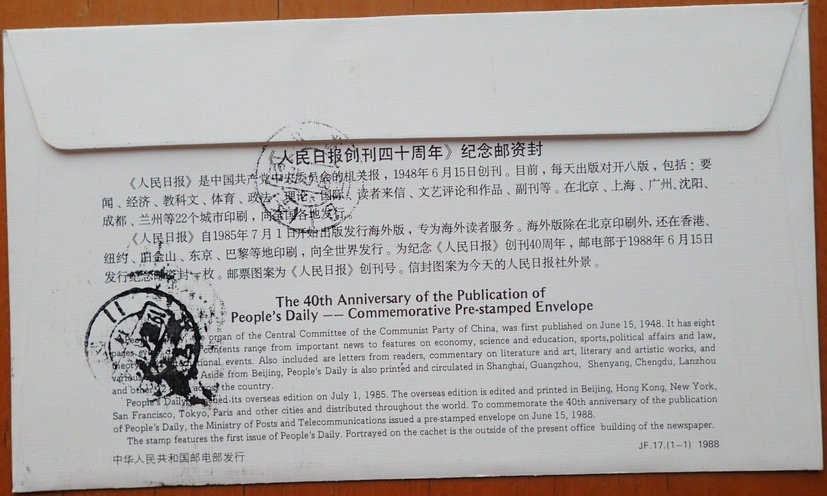 《人民日报创刊四十周年》纪念邮资封
《人民日报》是中国共产党中央委员会的机关报，1948年6月15日创刊。目前，每天出版对开八版，包括：要
闻、经济、教科文、体育、政法、理论、国际、读者来信、文艺评论和作品、副刊等。在北京、上海、广州、沈阳、
成都、兰州等22个城市印刷，向全国各地发行。
《人民日报》自1985年7月1日开始出版发行海外版，专为海外读者服务。海外版除在北京印刷外，还在香港、
纽约、旧金山、东京、巴黎等地印刷，向全世界发行。为纪念《人民日报》创刊40周年，邮电部于1988年6月15日
发行纪念邮资封一枚。邮票图案为《人民日报》创刊号。信封图案为今天的人民日报社外景。
The 40th Anniversary of the Publication of
People's Daily —— Commemorative Pre-stamped Envelope
organ of the Central Committee of the Communist Party of China, was first published on June 15, 1948. It has eight
pages contents range from important news to features on economy, science and education, sports,political affairs and law,
events. Also included are letters from readers, commentary on literature and art, literary and artistic works, and
Aside from Beijing, People's Daily is also printed and circulated in Shanghai, Guangzhou, Shenyang, Chengdu, Lanzhou
and other the country.
People's Daily its overseas edition on July 1, 1985. The overseas edition is edited and printed in Beijing, Hong Kong, New York,
San Francisco, Tokyo, Paris and other cities and distributed throughout the world. To commemorate the 40th anniversary of the publication
of People's Daily, the Ministry of Posts and Telecommunications issued a pre-stamped envelope on June 15, 1988.
The stamp features the first issue of People's Daily. Portrayed on the cachet is the outside of the present office building of the newspaper.
中华人民共和国邮电部发行
JF.17.(1-1) 1988